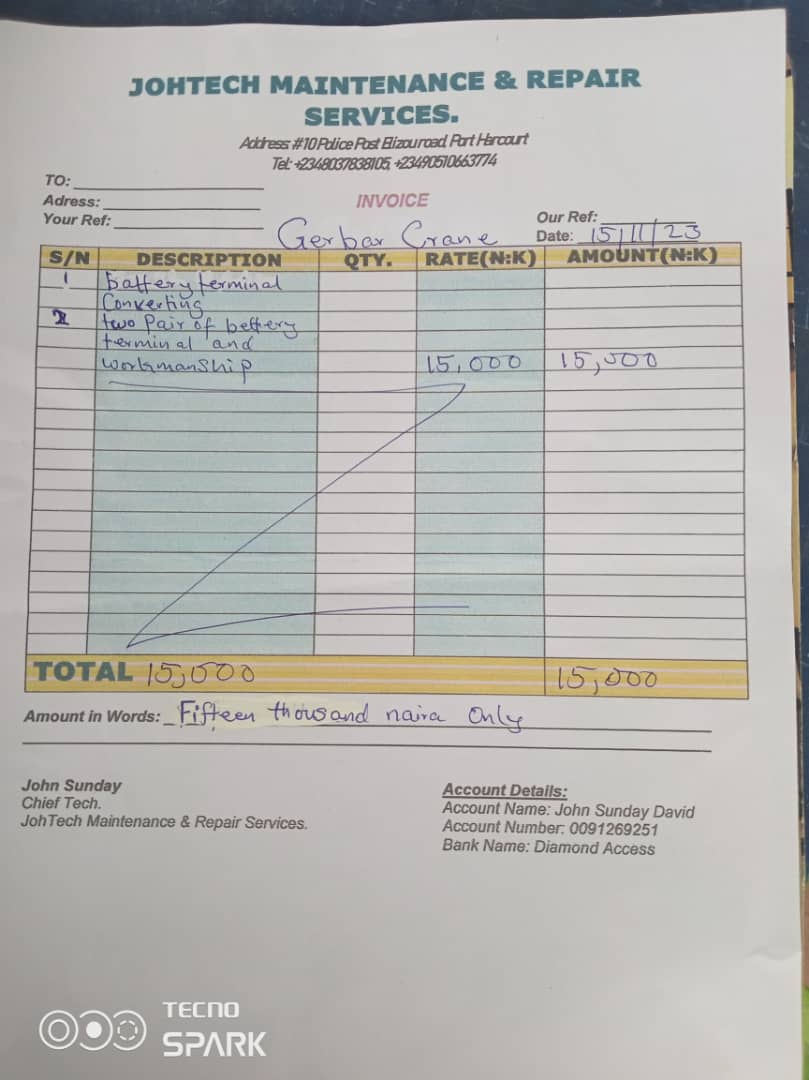 JOHTECH MAINTENANCE & REPAIR
SERVICES.
Address: #10 Police Post Elizou road, Port Harcourt
Tel: +2348037838105, +2349051066 3774
TO:
Adress:
Your Ref:
INVOICE
Gerbar Crane
Our Ref:
Date: 15/11/23
S/N DESCRIPTION QTY. RATE(N:K) AMOUNT(N:K)
1 battery terminal
Converting
2 two Pair of bettery
terminal and
workmanship 15,000 15,000
TOTAL 15,000 15,000
Amount in Words: Fifteen thousand naira Only
John Sunday
Chief Tech.
JohTech Maintenance & Repair Services.
Account Details:
Account Name: John Sunday David
Account Number: 0091269251
Bank Name: Diamond Access
TECNO
SPARK